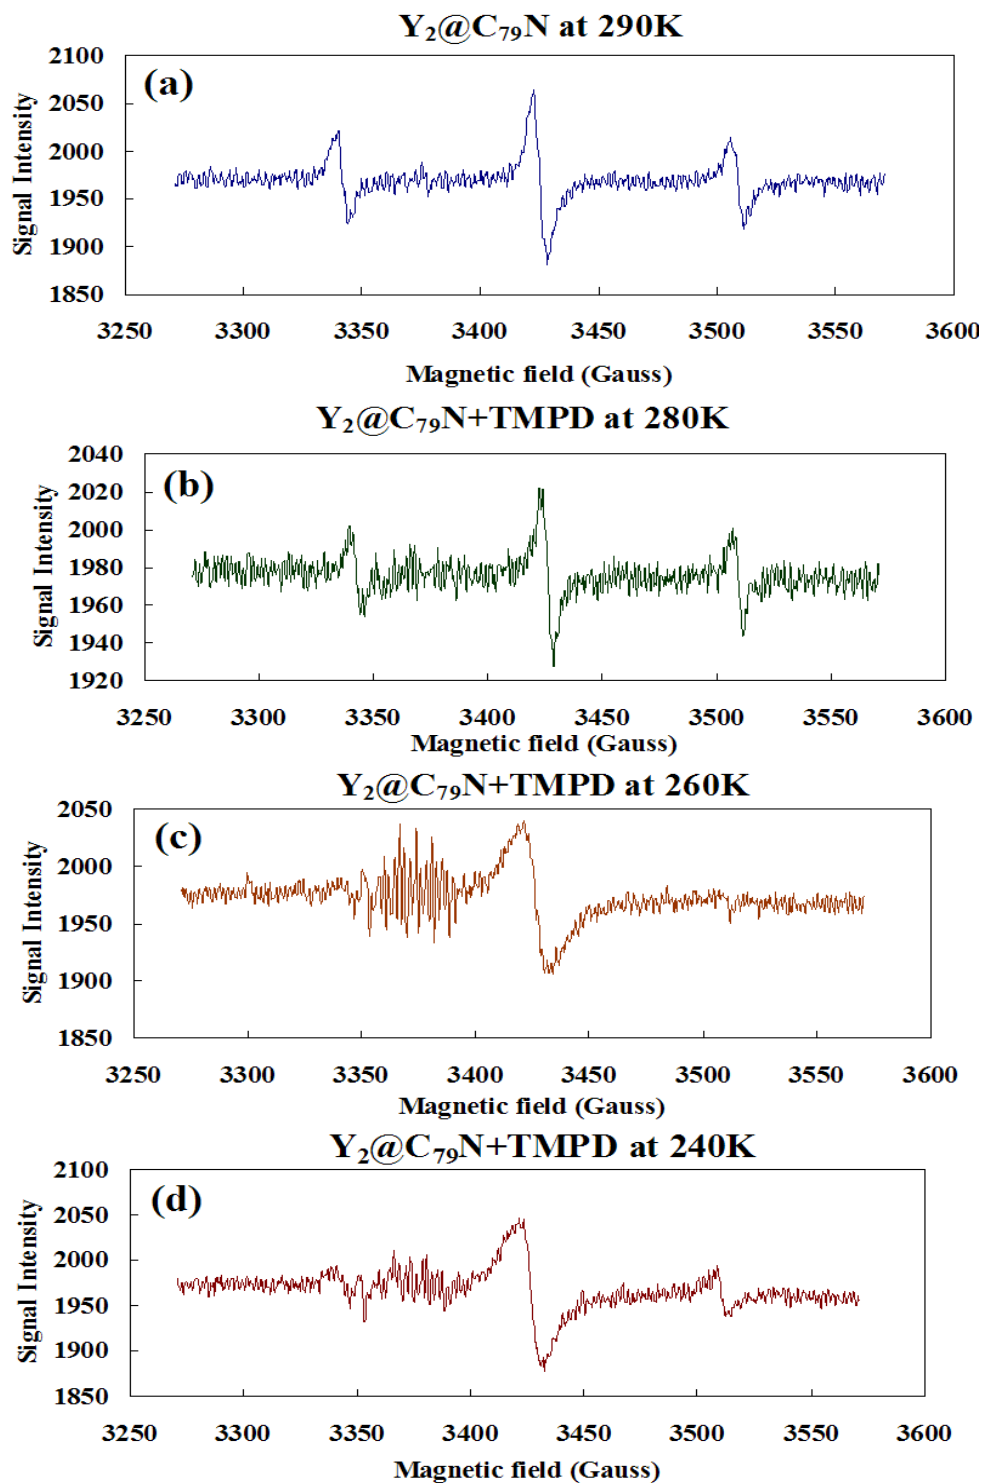 Y₂@C₇₉N at 290K
(a)
Signal Intensity
2100
2050
2000
1950
1900
1850
3250 3300 3350 3400 3450 3500 3550 3600
Magnetic field (Gauss)
Y₂@C₇₉N+TMPD at 280K
(b)
Signal Intensity
2040
2020
2000
1980
1960
1940
1920
3250 3300 3350 3400 3450 3500 3550 3600
Magnetic field (Gauss)
Y₂@C₇₉N+TMPD at 260K
(c)
Signal Intensity
2050
2000
1950
1900
1850
3250 3300 3350 3400 3450 3500 3550 3600
Magnetic field (Gauss)
Y₂@C₇₉N+TMPD at 240K
(d)
Signal Intensity
2100
2050
2000
1950
1900
1850
3250 3300 3350 3400 3450 3500 3550 3600
Magnetic field (Gauss)